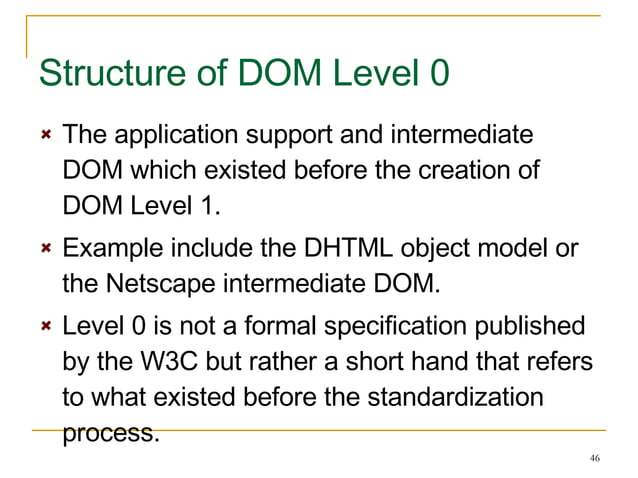 Structure of DOM Level 0
The application support and intermediate
DOM which existed before the creation of
DOM Level 1.
Example include the DHTML object model or
the Netscape intermediate DOM.
Level 0 is not a formal specification published
by the W3C but rather a short hand that refers
to what existed before the standardization
process.
46